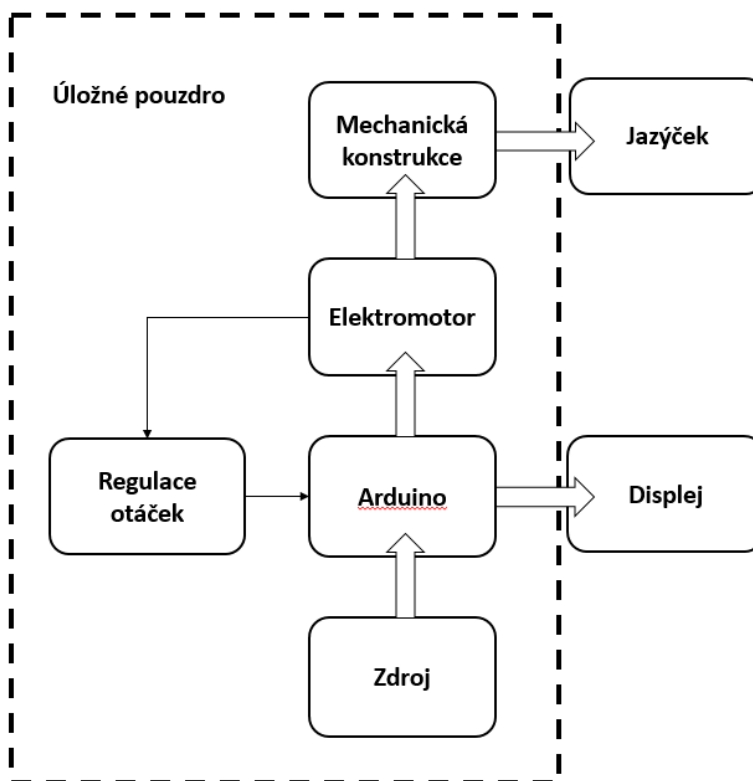 Úložné pouzdro
Mechanická
konstrukce
Jazýček
Elektromotor
Regulace
otáček
Arduino
Displej
Zdroj